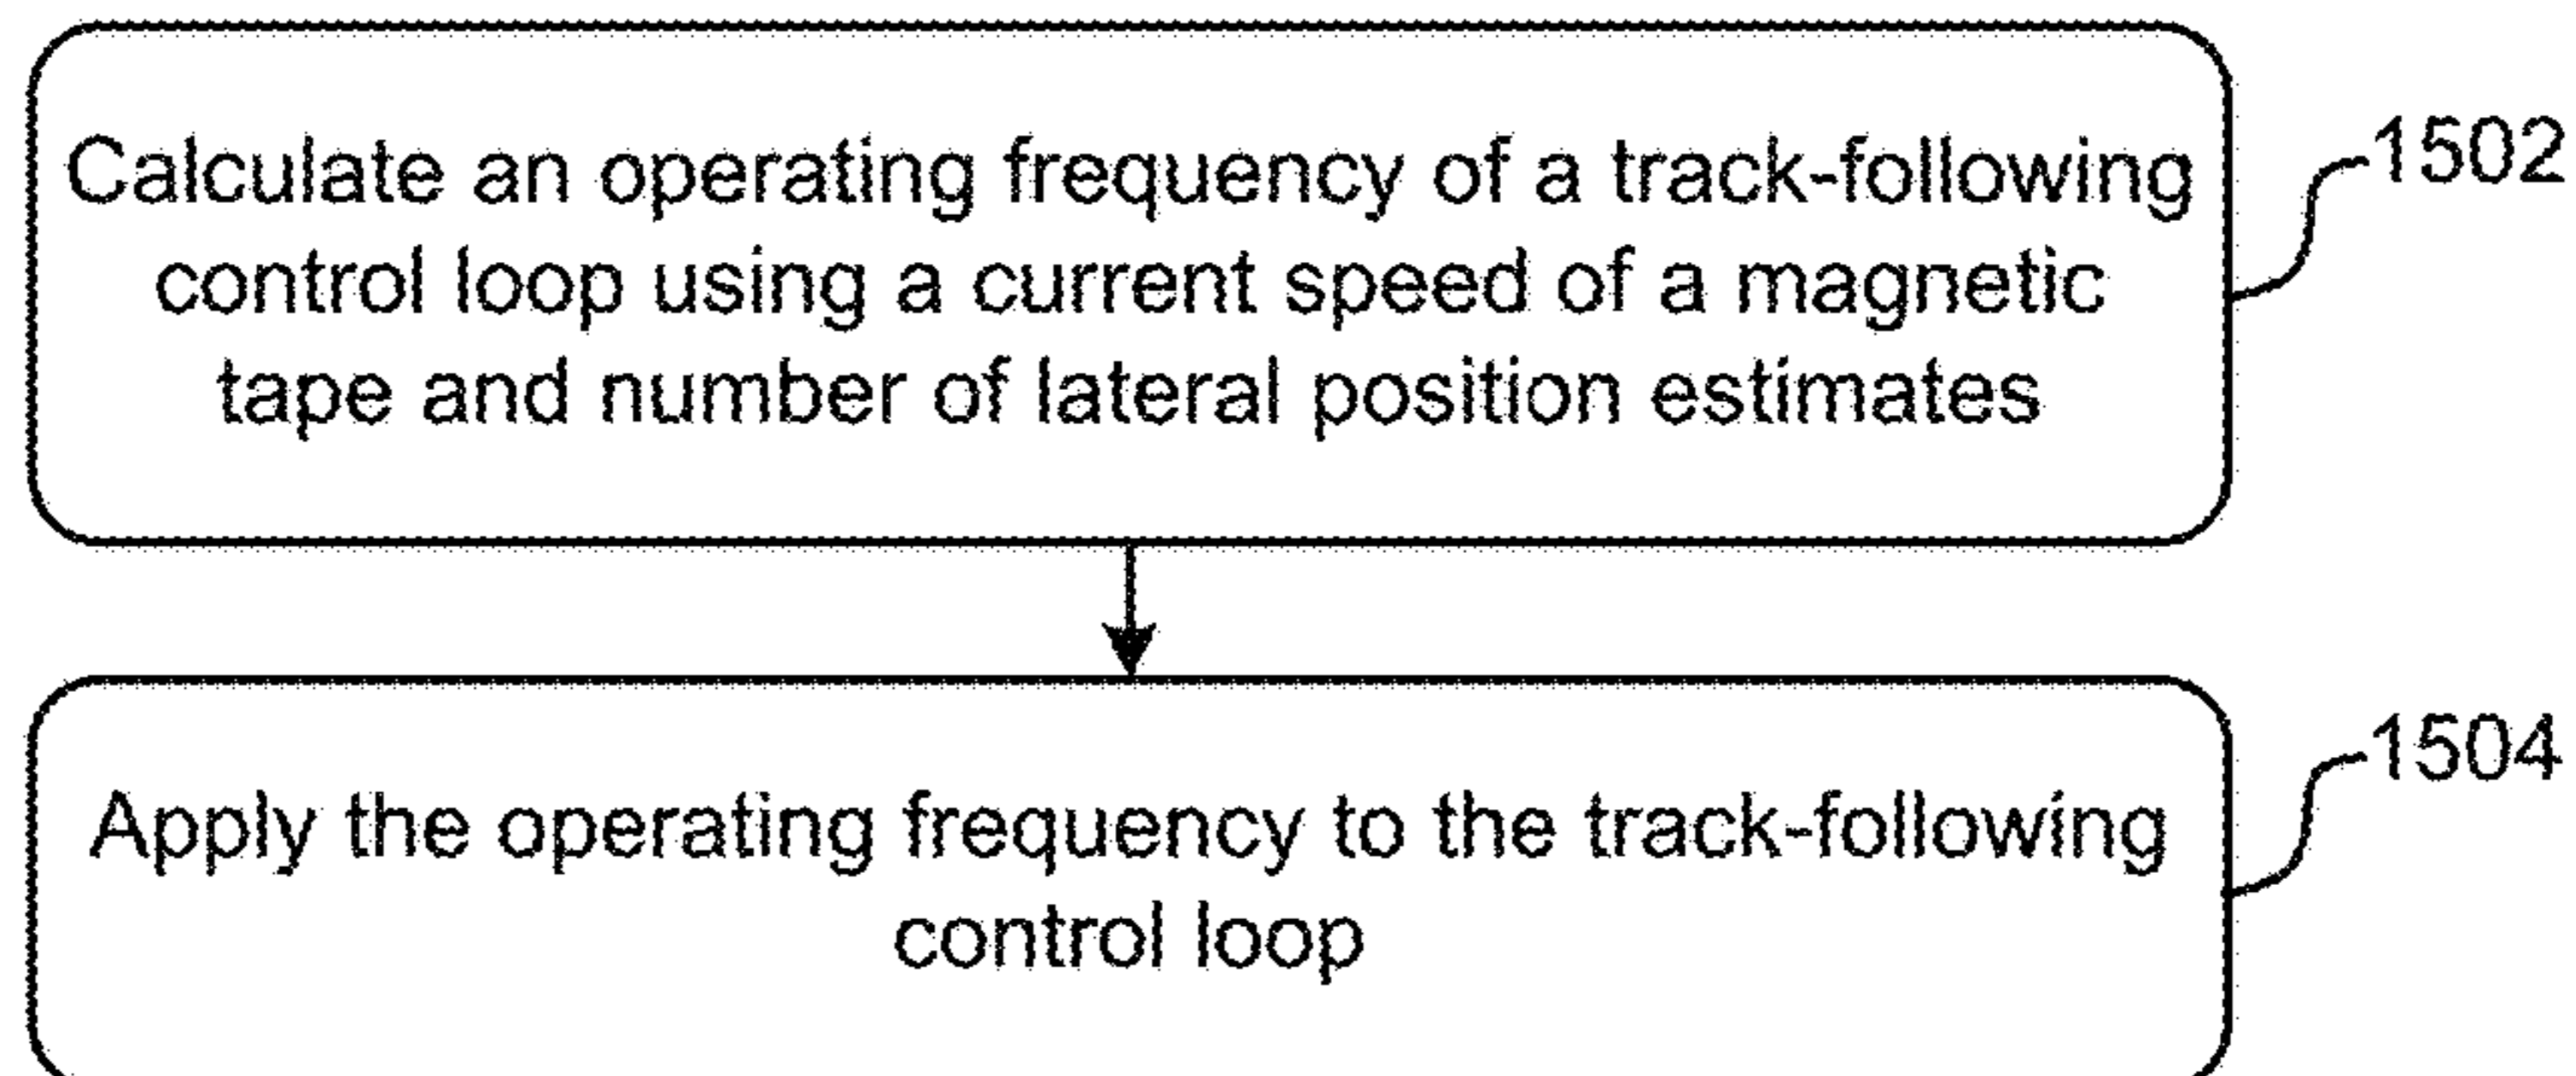 Calculate an operating frequency of a track-following
control loop using a current speed of a magnetic
tape and number of lateral position estimates
1502
Apply the operating frequency to the track-following
control loop
1504